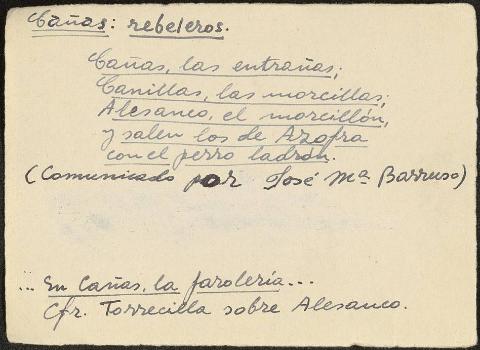 Cañas: rebeleros.
Cañas, las entrañas;
Canillas, las morcillas;
Alesanco, el morcillón,
y salen los de Azofra
con el perro ladrón.
(Comunicado por José Mª Barruso)
... En Cañas, la farolería...
Cfr. Torrecilla sobre Alesanco.